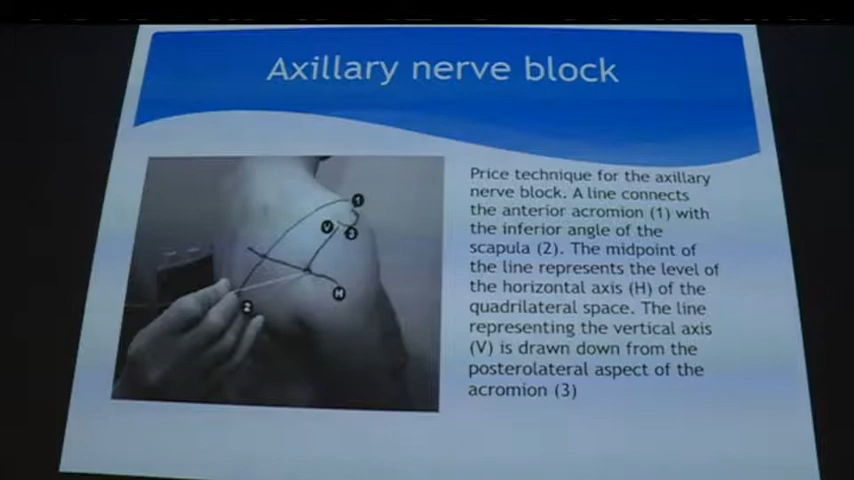 Axillary nerve block
1
V
3
H
2
Price technique for the axillary
nerve block. A line connects
the anterior acromion (1) with
the inferior angle of the
scapula (2). The midpoint of
the line represents the level of
the horizontal axis (H) of the
quadrilateral space. The line
representing the vertical axis
(V) is drawn down from the
posterolateral aspect of the
acromion (3)